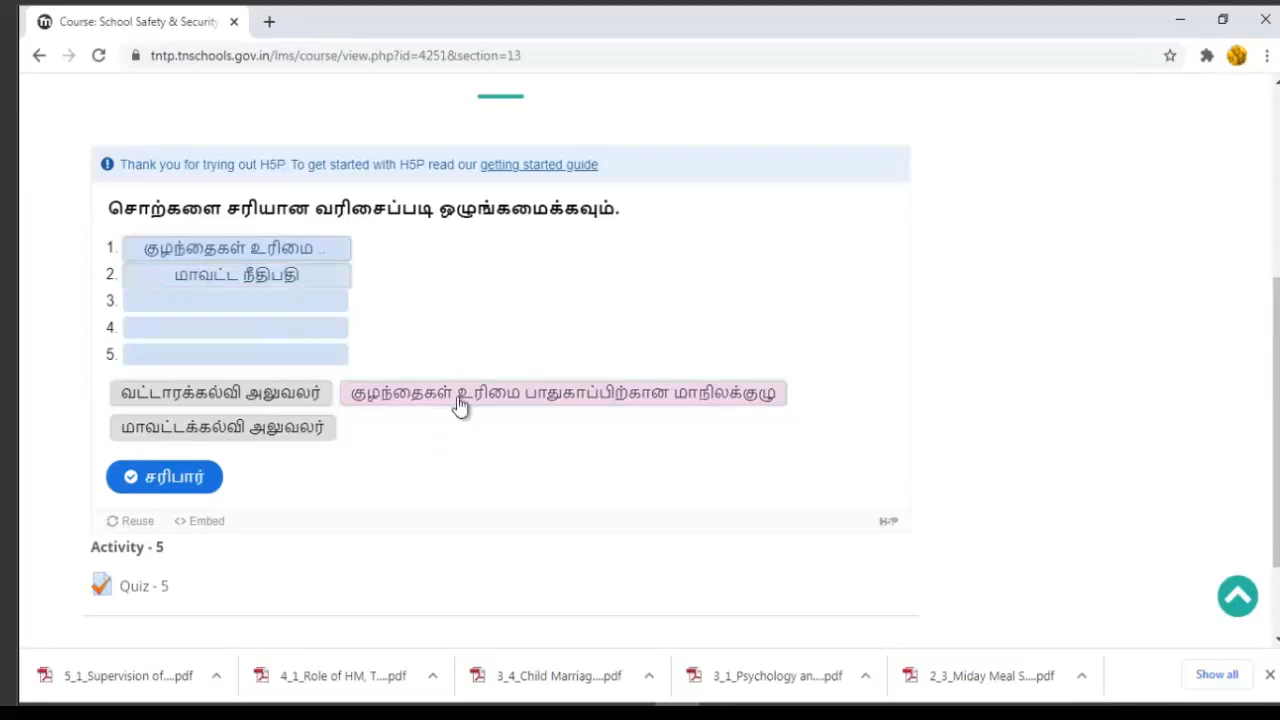 Course: School Safety & Security
tntp.tnschools.gov.in/lms/course/view.php?id=4251&section=13
Thank you for trying out H5P. To get started with H5P read our getting started guide
சொற்களை சரியான வரிசைப்படி ஒழுங்கமைக்கவும்.
1. குழந்தைகள் உரிமை ..
2. மாவட்ட நீதிபதி
3.
4.
5.
வட்டாரக்கல்வி அலுவலர் குழந்தைகள் உரிமை பாதுகாப்பிற்கான மாநிலக்குழு
மாவட்டக்கல்வி அலுவலர்
சரிபார்
Reuse <> Embed H-P
Activity - 5
Quiz - 5
5_1_Supervision of....pdf 4_1_Role of HM, T....pdf 3_4_Child Marriag....pdf 3_1_Psychology an....pdf 2_3_Miday Meal S....pdf Show all